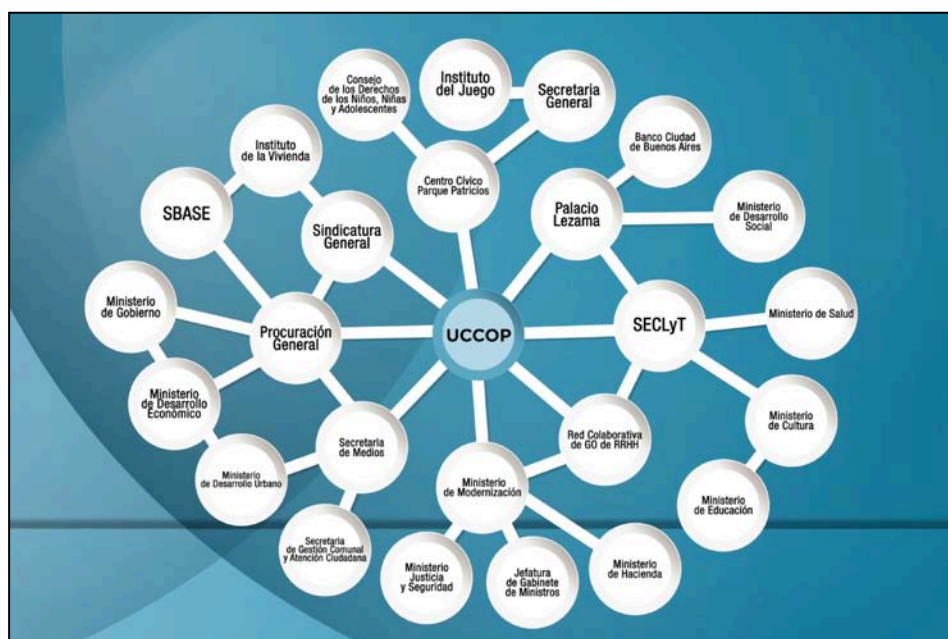 Consejo
de los Derechos
de los Niños, Niñas
y Adolescentes
Instituto
del Juego
Secretaria
General
Banco Ciudad
de Buenos Aires
Instituto
de la Vivienda
Centro Cívico
Parque Patricios
SBASE
Sindicatura
General
Palacio
Lezama
Ministerio
de Desarrollo
Social
Ministerio
de Gobierno
Procuración
General
UCCOP
SECLyT
Ministerio de Salud
Ministerio
de Desarrollo
Económico
Secretaria
de Medios
Red Colaborativa
de GO de RRHH
Ministerio
de Cultura
Ministerio
de Desarrollo Urbano
Ministerio
de Modernización
Ministerio
de Educación
Secretaria
de Gestión Comunal
y Atención Ciudadana
Ministerio
Justicia
y Seguridad
Jefatura
de Gabinete
de Ministros
Ministerio
de Hacienda